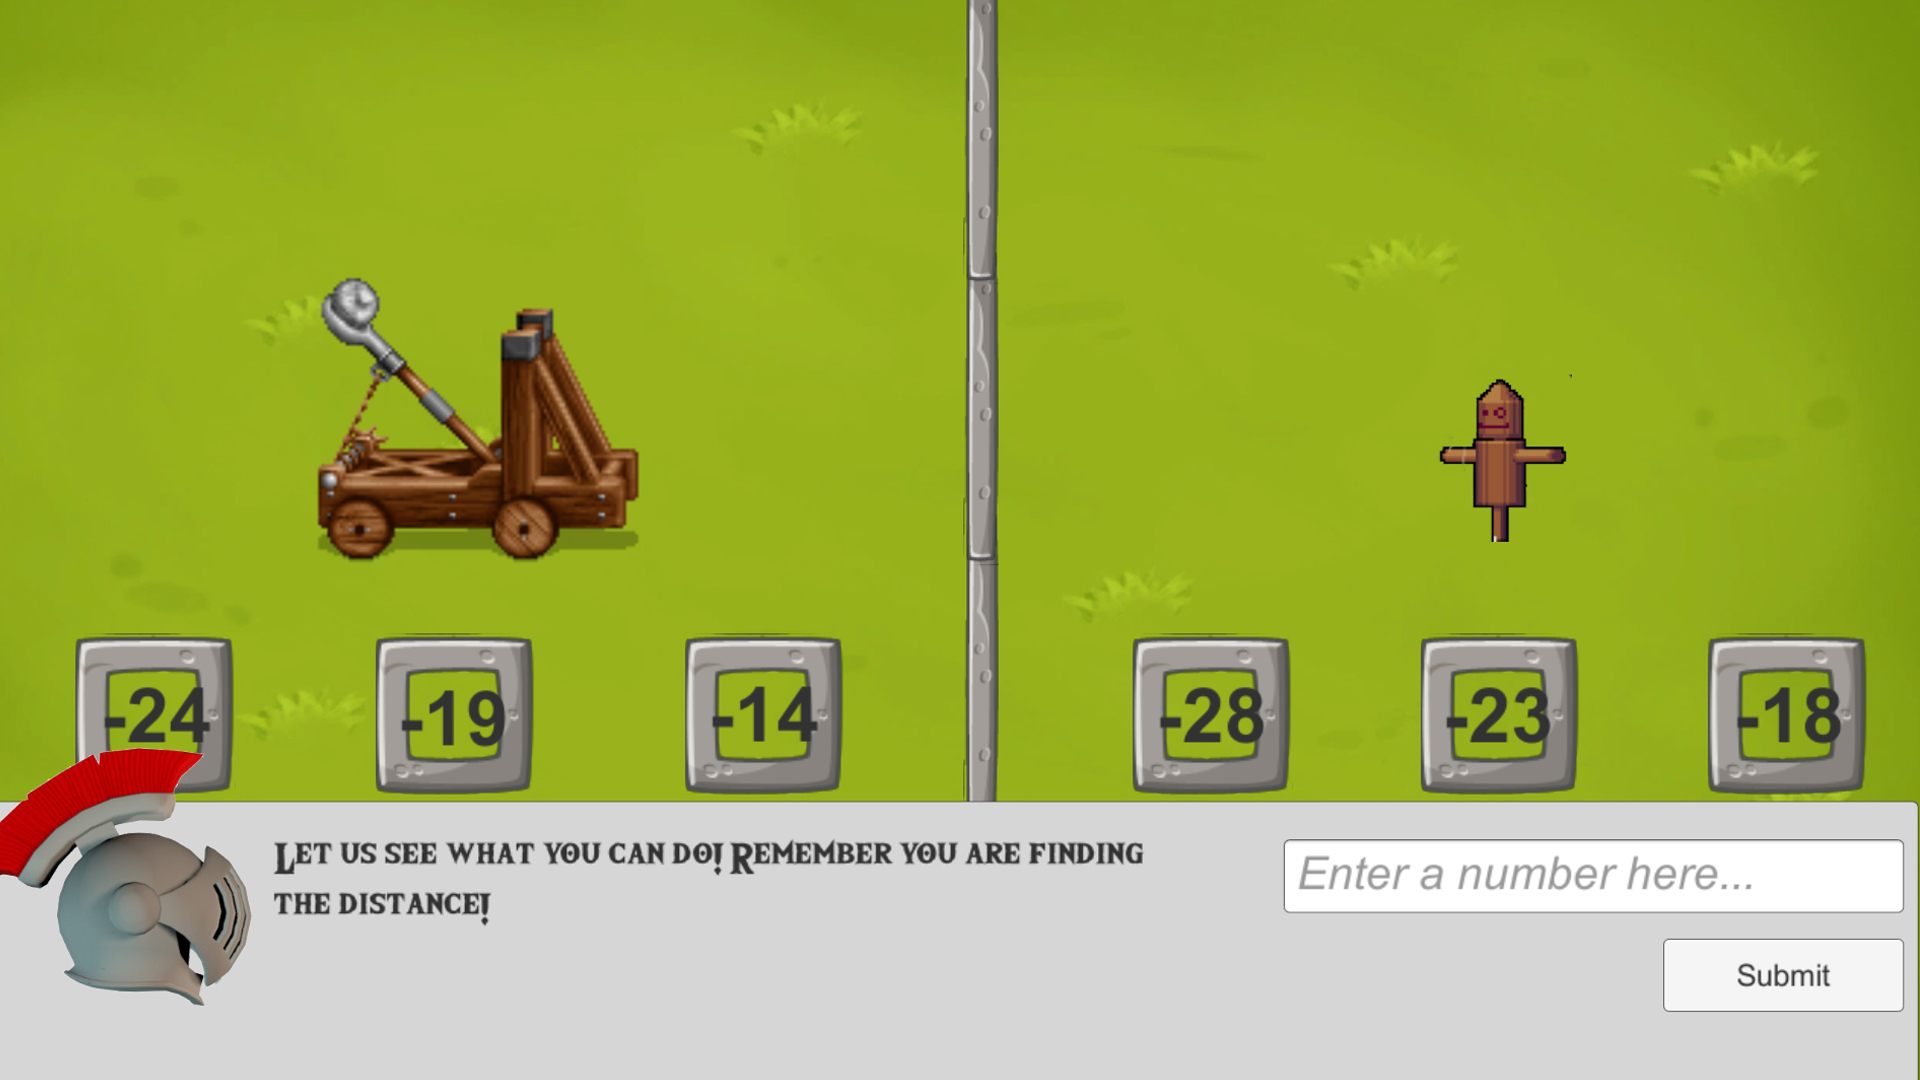 -24 -19 -14 -28 -23 -18
Let us see what you can do! Remember you are finding
the distance!
Enter a number here...
Submit